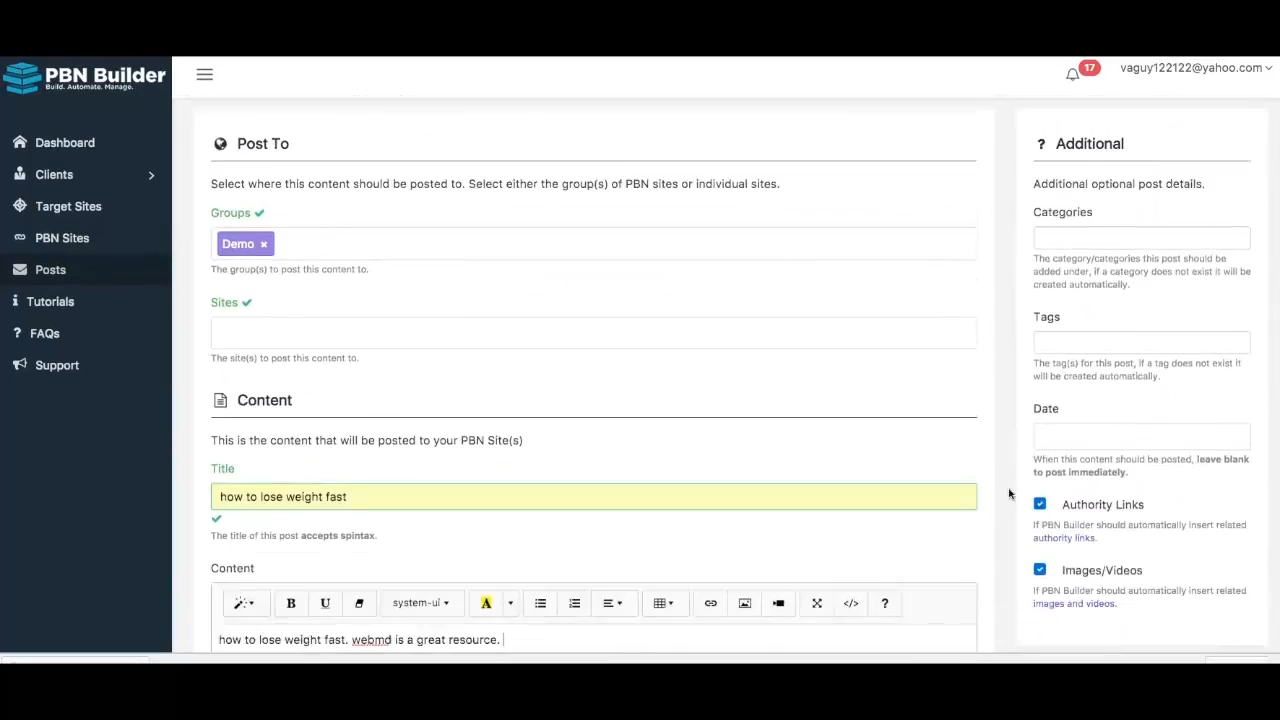 PBN Builder
Build. Automate. Manage.
17
vaguy122122@yahoo.com
Dashboard
Clients
Target Sites
PBN Sites
Posts
Tutorials
FAQs
Support
Post To
Select where this content should be posted to. Select either the group(s) of PBN sites or individual sites.
Groups
Demo ×
The group(s) to post this content to.
Sites
The site(s) to post this content to.
Content
This is the content that will be posted to your PBN Site(s)
Title
how to lose weight fast
The title of this post accepts spintax.
Content
B U system-ui A </> ?
how to lose weight fast. webmd is a great resource.
? Additional
Additional optional post details.
Categories
The category/categories this post should be
added under, if a category does not exist it will be
created automatically.
Tags
The tag(s) for this post, if a tag does not exist it
will be created automatically.
Date
When this content should be posted, leave blank
to post immediately.
Authority Links
If PBN Builder should automatically insert related
authority links.
Images/Videos
If PBN Builder should automatically insert related
images and videos.